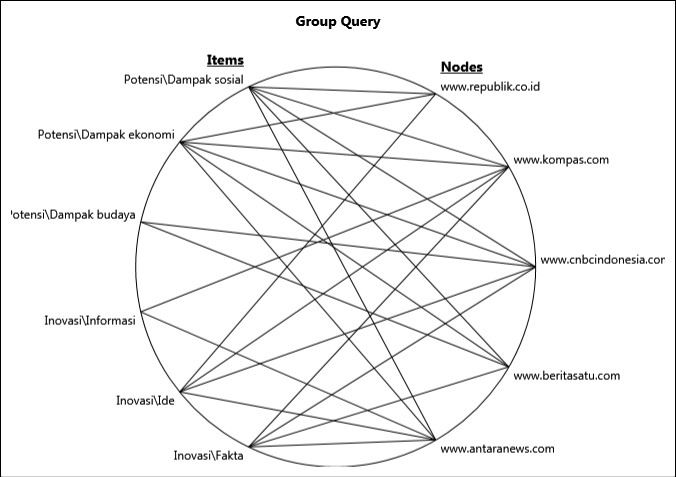 Group Query
Items
Nodes
Potensi\Dampak sosial
www.republik.co.id
Potensi\Dampak ekonomi
www.kompas.com
Potensi\Dampak budaya
www.cnbcindonesia.cor
Inovasi\Informasi
www.beritasatu.com
Inovasi\Ide
www.antaranews.com
Inovasi\Fakta